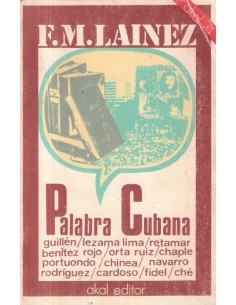 F.M.LAINEZ
Palabra Cubana
guillén/lezama lima/retamar
benítez rojo/orta ruiz/chaple
portuondo/chinea/navarro
rodríguez/cardoso/fidel/ché
akal editor